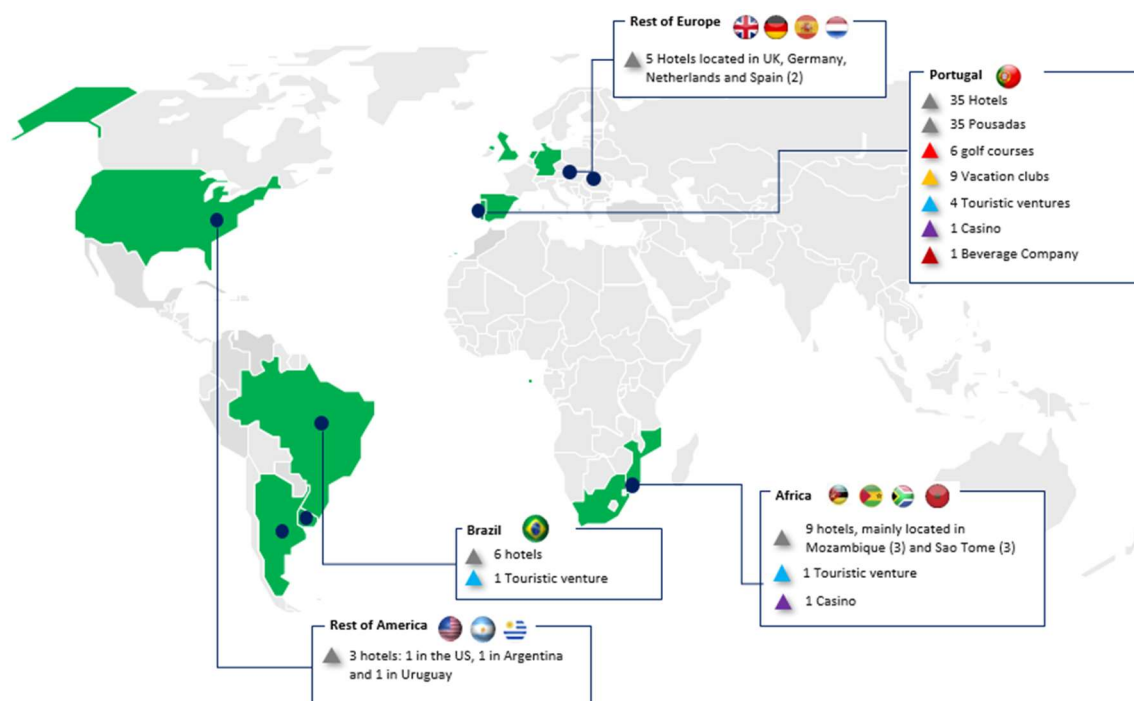 Rest of Europe
5 Hotels located in UK, Germany,
Netherlands and Spain (2)
Portugal
35 Hotels
35 Pousadas
6 golf courses
9 Vacation clubs
4 Touristic ventures
1 Casino
1 Beverage Company
Africa
9 hotels, mainly located in
Mozambique (3) and Sao Tome (3)
1 Touristic venture
1 Casino
Brazil
6 hotels
1 Touristic venture
Rest of America
3 hotels: 1 in the US, 1 in Argentina
and 1 in Uruguay